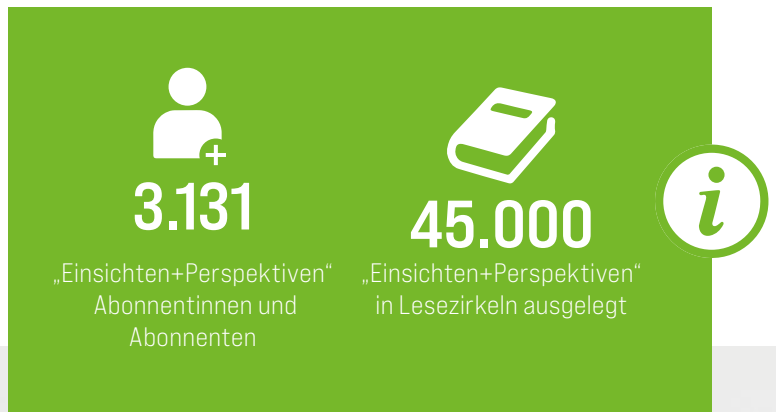 3.131
„Einsichten+Perspektiven“
Abonnentinnen und
Abonnenten
45.000
„Einsichten+Perspektiven“
in Lesezirkeln ausgelegt
i